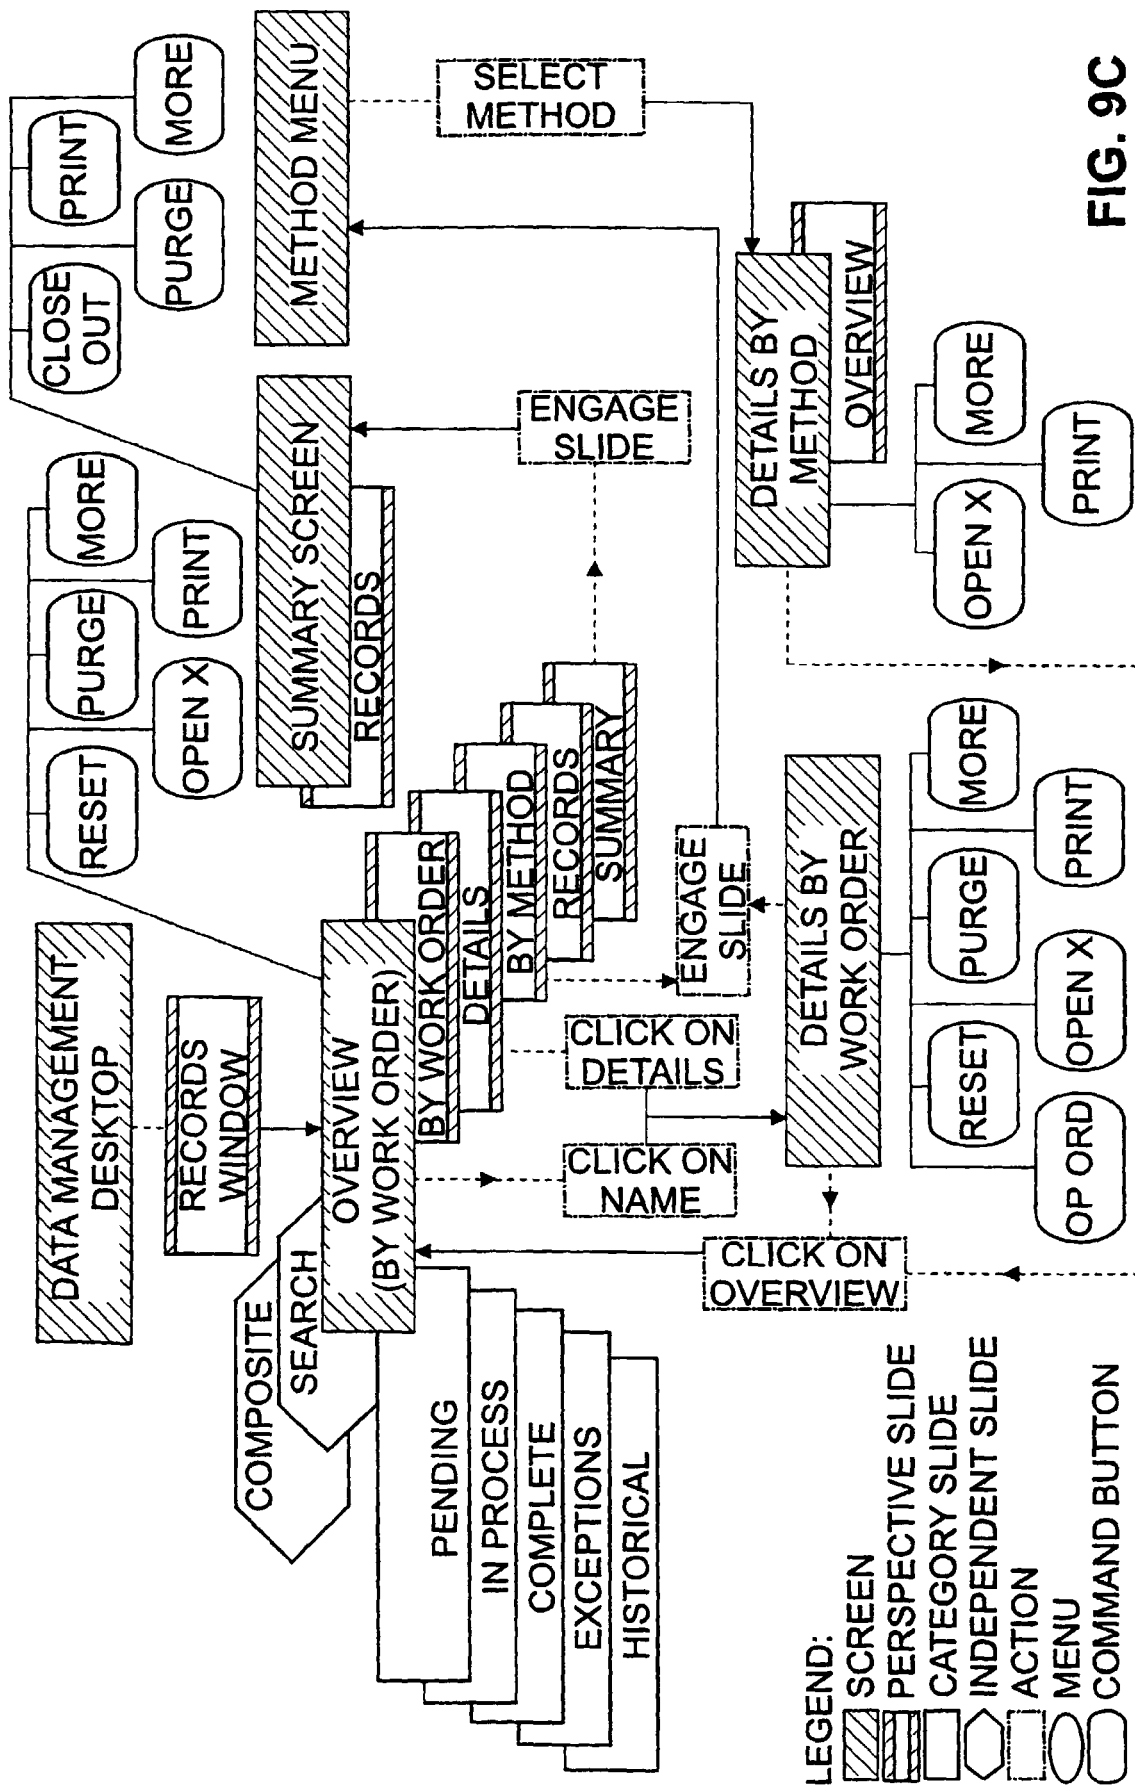 DATA MANAGEMENT
DESKTOP
RECORDS
WINDOW
COMPOSITE
SEARCH
OVERVIEW
(BY WORK ORDER)
PENDING
IN PROCESS
COMPLETE
EXCEPTIONS
HISTORICAL
BY WORK ORDER
DETAILS
BY METHOD
RECORDS
SUMMARY
RESET
PURGE
MORE
OPEN X
PRINT
SUMMARY SCREEN
RECORDS
CLOSE
OUT
PRINT
PURGE
MORE
METHOD MENU
SELECT
METHOD
ENGAGE
SLIDE
CLICK ON
NAME
CLICK ON
DETAILS
ENGAGE
SLIDE
CLICK ON
OVERVIEW
DETAILS BY
WORK ORDER
RESET
PURGE
MORE
OP ORD
OPEN X
PRINT
DETAILS BY
METHOD
OVERVIEW
OPEN X
MORE
PRINT
LEGEND:
SCREEN
PERSPECTIVE SLIDE
CATEGORY SLIDE
INDEPENDENT SLIDE
ACTION
MENU
COMMAND BUTTON
FIG. 9C